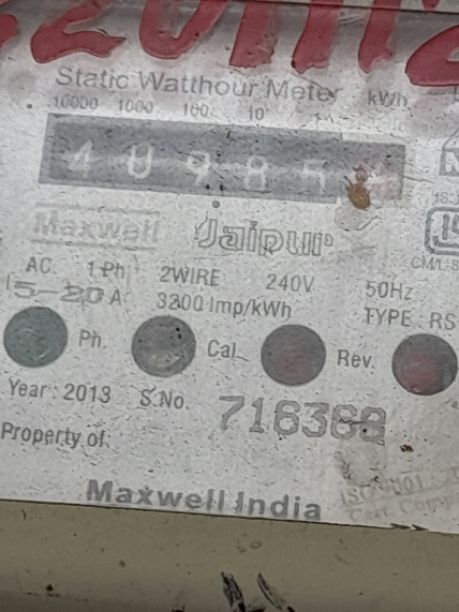 Static Watthour Meter kWh
10000 1000 100 10 1
4 0 9 8 5
Maxwell Jaipur
AC. 1 Ph 2WIRE 240V 50Hz
5-20 A 3200 Imp/kWh TYPE RS
Ph. Cal. Rev.
Year : 2013 S.No. 716368
Property of
Maxwell India